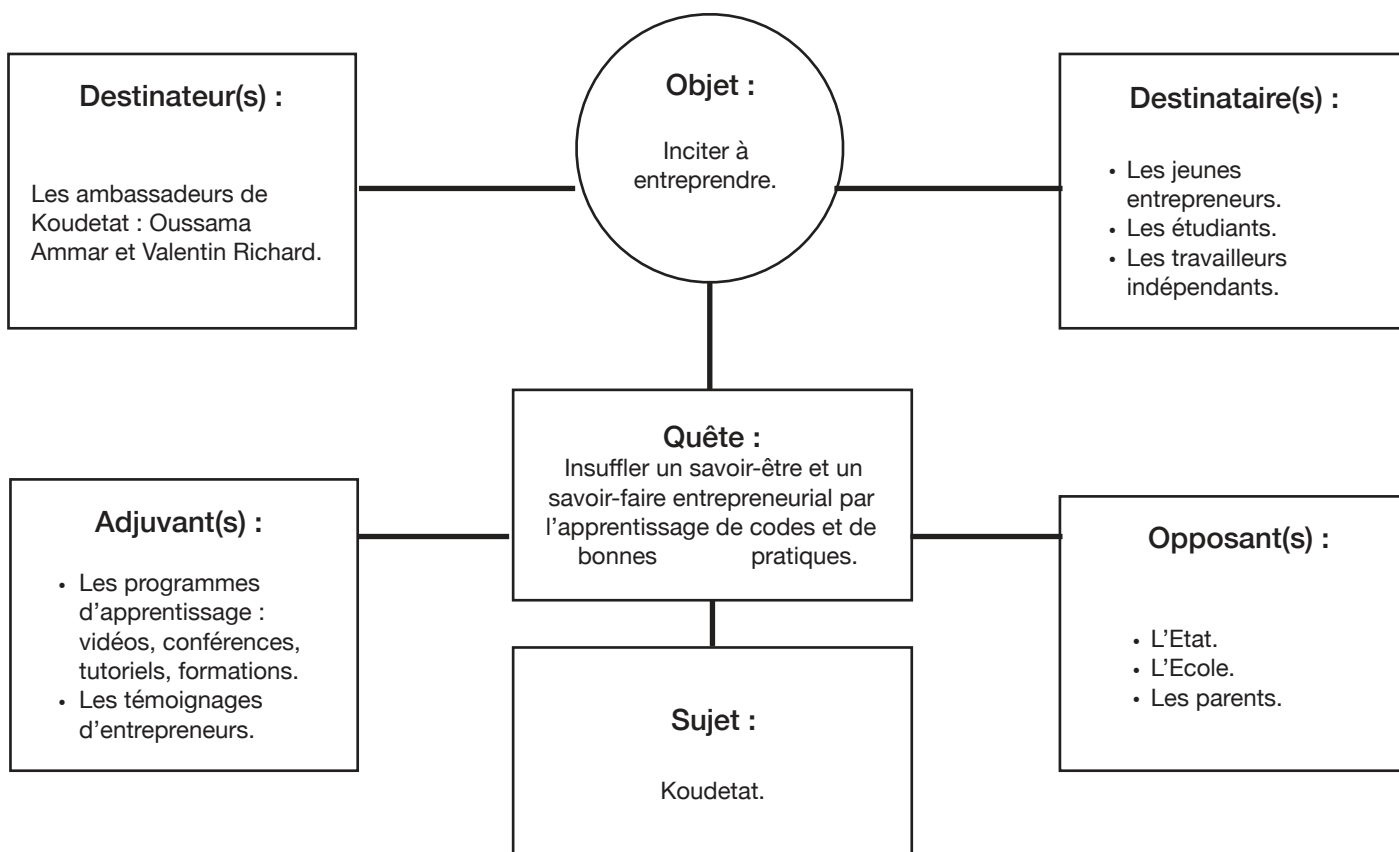 Destinateur(s) :
Les ambassadeurs de
Koudetat : Oussama
Ammar et Valentin Richard.
Objet :
Inciter à
entreprendre.
Destinataire(s) :
• Les jeunes
entrepreneurs.
• Les étudiants.
• Les travailleurs
indépendants.
Quête :
Insuffler un savoir-être et un
savoir-faire entrepreneurial par
l’apprentissage de codes et de
bonnes pratiques.
Adjuvant(s) :
• Les programmes
d’apprentissage :
vidéos, conférences,
tutoriels, formations.
• Les témoignages
d’entrepreneurs.
Opposant(s) :
• L’Etat.
• L’Ecole.
• Les parents.
Sujet :
Koudetat.